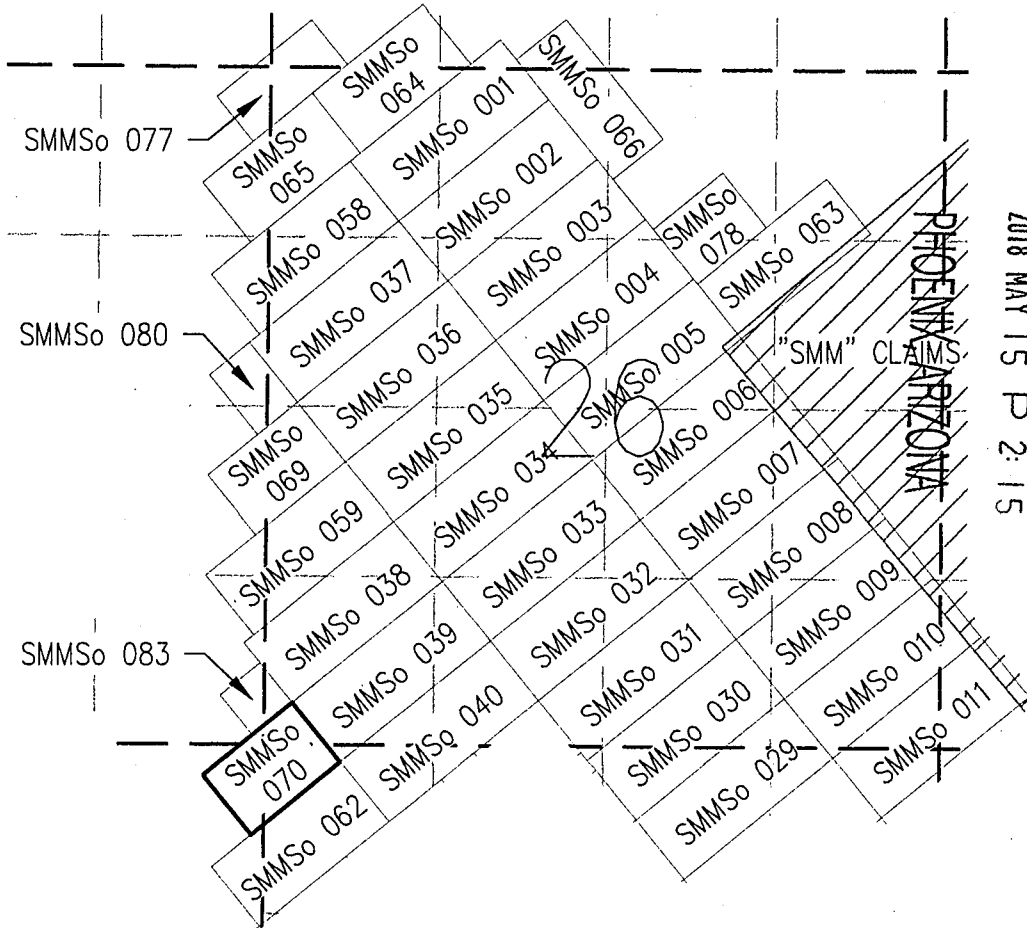 SMMSo 077
SMMSo
064
SMMSo 066
SMMSo 001
SMMSo
065
SMMSo 002
SMMSo 058
SMMSo 003
SMMSo
078
SMMSo 063
SMMSo 037
SMMSo 004
SMMSo 080
SMMSo 036
SMMSo 005
"SMM" CLAIMS
SMMSo 035
26
SMMSo 006
SMMSo
069
SMMSo 034
SMMSo 007
SMMSo 059
SMMSo 033
SMMSo 008
SMMSo 038
SMMSo 032
SMMSo 009
SMMSo 083
SMMSo 039
SMMSo 031
SMMSo 010
SMMSo 040
SMMSo 030
SMMSo 011
SMMSo
070
SMMSo 029
SMMSo 062
2018 MAY 15 P 2:15
PHOENIX ARIZONA